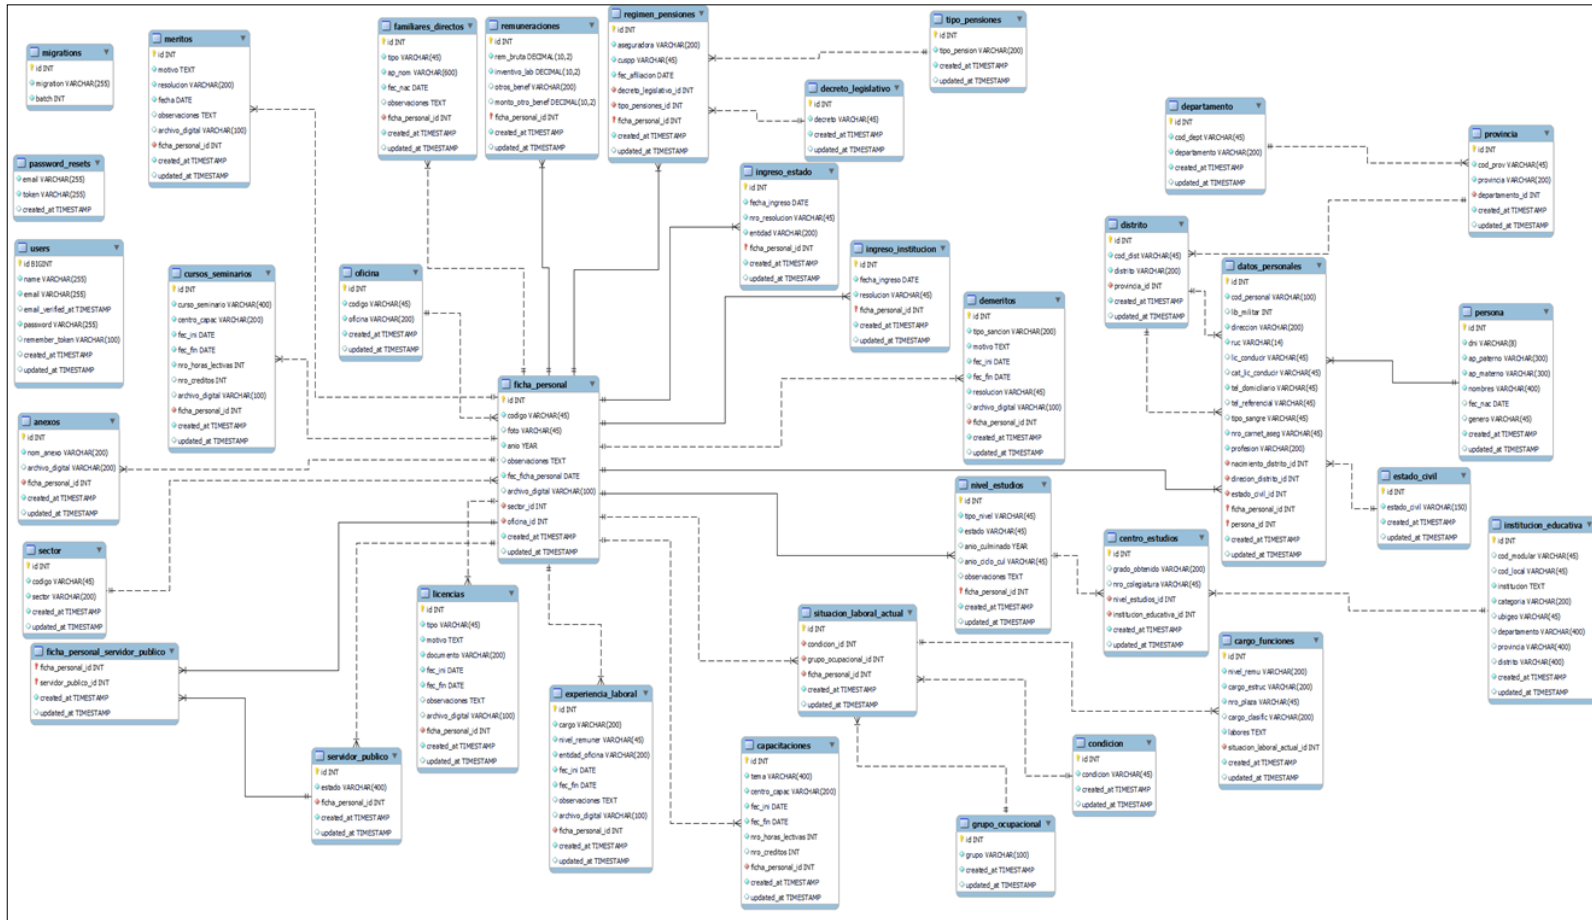 migrations
id INT
migration VARCHAR(255)
batch INT
password_resets
email VARCHAR(255)
token VARCHAR(255)
created_at TIMESTAMP
users
id BIGINT
name VARCHAR(255)
email VARCHAR(255)
email_verified_at TIMESTAMP
password VARCHAR(255)
remember_token VARCHAR(100)
created_at TIMESTAMP
updated_at TIMESTAMP
anexos
id INT
nom_anexo VARCHAR(200)
archivo_digital VARCHAR(200)
ficha_personal_id INT
created_at TIMESTAMP
updated_at TIMESTAMP
sector
id INT
codigo VARCHAR(45)
sector VARCHAR(200)
created_at TIMESTAMP
updated_at TIMESTAMP
ficha_personal_servidor_publico
ficha_personal_id INT
servidor_publico_id INT
created_at TIMESTAMP
updated_at TIMESTAMP
meritos
id INT
motivo TEXT
resolucion VARCHAR(200)
fecha DATE
observaciones TEXT
archivo_digital VARCHAR(100)
ficha_personal_id INT
created_at TIMESTAMP
updated_at TIMESTAMP
cursos_seminarios
id INT
curso_seminario VARCHAR(400)
centro_capac VARCHAR(200)
fec_ini DATE
fec_fin DATE
nro_horas_lectivas INT
nro_creditos INT
archivo_digital VARCHAR(100)
ficha_personal_id INT
created_at TIMESTAMP
updated_at TIMESTAMP
oficina
id INT
codigo VARCHAR(45)
oficina VARCHAR(200)
created_at TIMESTAMP
updated_at TIMESTAMP
servidor_publico
id INT
estado VARCHAR(400)
ficha_personal_id INT
created_at TIMESTAMP
updated_at TIMESTAMP
familiares_directos
id INT
tipo VARCHAR(45)
ap_nom VARCHAR(600)
fec_nac DATE
observaciones TEXT
ficha_personal_id INT
created_at TIMESTAMP
updated_at TIMESTAMP
remuneraciones
id INT
rem_bruta DECIMAL(10,2)
inventivo_lab DECIMAL(10,2)
otros_benef VARCHAR(200)
monto_otro_benef DECIMAL(10,2)
ficha_personal_id INT
created_at TIMESTAMP
updated_at TIMESTAMP
regimen_pensiones
id INT
aseguradora VARCHAR(200)
cuspp VARCHAR(45)
fec_afiliacion DATE
decreto_legislativo_id INT
tipo_pensiones_id INT
ficha_personal_id INT
created_at TIMESTAMP
updated_at TIMESTAMP
tipo_pensiones
id INT
tipo_pension VARCHAR(200)
created_at TIMESTAMP
updated_at TIMESTAMP
decreto_legislativo
id INT
decreto VARCHAR(45)
created_at TIMESTAMP
updated_at TIMESTAMP
ingreso_estado
id INT
fecha_ingreso DATE
nro_resolucion VARCHAR(45)
entidad VARCHAR(200)
ficha_personal_id INT
created_at TIMESTAMP
updated_at TIMESTAMP
ingreso_institucion
id INT
fecha_ingreso DATE
resolucion VARCHAR(45)
ficha_personal_id INT
created_at TIMESTAMP
updated_at TIMESTAMP
demeritos
id INT
tipo_sancion VARCHAR(200)
motivo TEXT
fec_ini DATE
fec_fin DATE
resolucion VARCHAR(45)
archivo_digital VARCHAR(100)
ficha_personal_id INT
created_at TIMESTAMP
updated_at TIMESTAMP
ficha_personal
id INT
codigo VARCHAR(45)
foto VARCHAR(45)
anio YEAR
observaciones TEXT
fec_ficha_personal DATE
archivo_digital VARCHAR(100)
sector_id INT
oficina_id INT
created_at TIMESTAMP
updated_at TIMESTAMP
licencias
id INT
tipo VARCHAR(45)
motivo TEXT
documento VARCHAR(200)
fec_ini DATE
fec_fin DATE
observaciones TEXT
archivo_digital VARCHAR(100)
ficha_personal_id INT
created_at TIMESTAMP
updated_at TIMESTAMP
experiencia_laboral
id INT
cargo VARCHAR(200)
nivel_remuner VARCHAR(45)
entidad_oficina VARCHAR(200)
fec_ini DATE
fec_fin DATE
observaciones TEXT
archivo_digital VARCHAR(100)
ficha_personal_id INT
created_at TIMESTAMP
updated_at TIMESTAMP
capacitaciones
id INT
tema VARCHAR(400)
centro_capac VARCHAR(200)
fec_ini DATE
fec_fin DATE
nro_horas_lectivas INT
nro_creditos INT
ficha_personal_id INT
created_at TIMESTAMP
updated_at TIMESTAMP
situacion_laboral_actual
id INT
condicion_id INT
grupo_ocupacional_id INT
ficha_personal_id INT
created_at TIMESTAMP
updated_at TIMESTAMP
nivel_estudios
id INT
tipo_nivel VARCHAR(45)
estado VARCHAR(45)
anio_culminado YEAR
anio_ciclo_cul VARCHAR(45)
observaciones TEXT
ficha_personal_id INT
created_at TIMESTAMP
updated_at TIMESTAMP
grupo_ocupacional
id INT
grupo VARCHAR(100)
created_at TIMESTAMP
updated_at TIMESTAMP
condicion
id INT
condicion VARCHAR(45)
created_at TIMESTAMP
updated_at TIMESTAMP
centro_estudios
id INT
grado_obtenido VARCHAR(200)
nro_colegiatura VARCHAR(45)
nivel_estudios_id INT
institucion_educativa_id INT
created_at TIMESTAMP
updated_at TIMESTAMP
cargo_funciones
id INT
nivel_remu VARCHAR(200)
cargo_estruc VARCHAR(200)
nro_plaza VARCHAR(45)
cargo_clasific VARCHAR(200)
labores TEXT
situacion_laboral_actual_id INT
created_at TIMESTAMP
updated_at TIMESTAMP
departamento
id INT
cod_dept VARCHAR(45)
departamento VARCHAR(200)
created_at TIMESTAMP
updated_at TIMESTAMP
provincia
id INT
cod_prov VARCHAR(45)
provincia VARCHAR(200)
departamento_id INT
created_at TIMESTAMP
updated_at TIMESTAMP
distrito
id INT
cod_dist VARCHAR(45)
distrito VARCHAR(200)
provincia_id INT
created_at TIMESTAMP
updated_at TIMESTAMP
datos_personales
id INT
cod_personal VARCHAR(100)
lib_militar INT
direccion VARCHAR(200)
ruc VARCHAR(14)
lic_conducir VARCHAR(45)
cat_lic_conducir VARCHAR(45)
tel_domiciliario VARCHAR(45)
tel_referencial VARCHAR(45)
tipo_sangre VARCHAR(45)
nro_carnet_aseg VARCHAR(45)
profesion VARCHAR(200)
nacimiento_distrito_id INT
direcion_distrito_id INT
estado_civil_id INT
ficha_personal_id INT
persona_id INT
created_at TIMESTAMP
updated_at TIMESTAMP
persona
id INT
dni VARCHAR(8)
ap_paterno VARCHAR(300)
ap_materno VARCHAR(300)
nombres VARCHAR(400)
fec_nac DATE
genero VARCHAR(45)
created_at TIMESTAMP
updated_at TIMESTAMP
estado_civil
id INT
estado_civil VARCHAR(150)
created_at TIMESTAMP
updated_at TIMESTAMP
institucion_educativa
id INT
cod_modular VARCHAR(45)
cod_local VARCHAR(45)
institucion TEXT
categoria VARCHAR(200)
ubigeo VARCHAR(45)
departamento VARCHAR(400)
provincia VARCHAR(400)
distrito VARCHAR(400)
created_at TIMESTAMP
updated_at TIMESTAMP